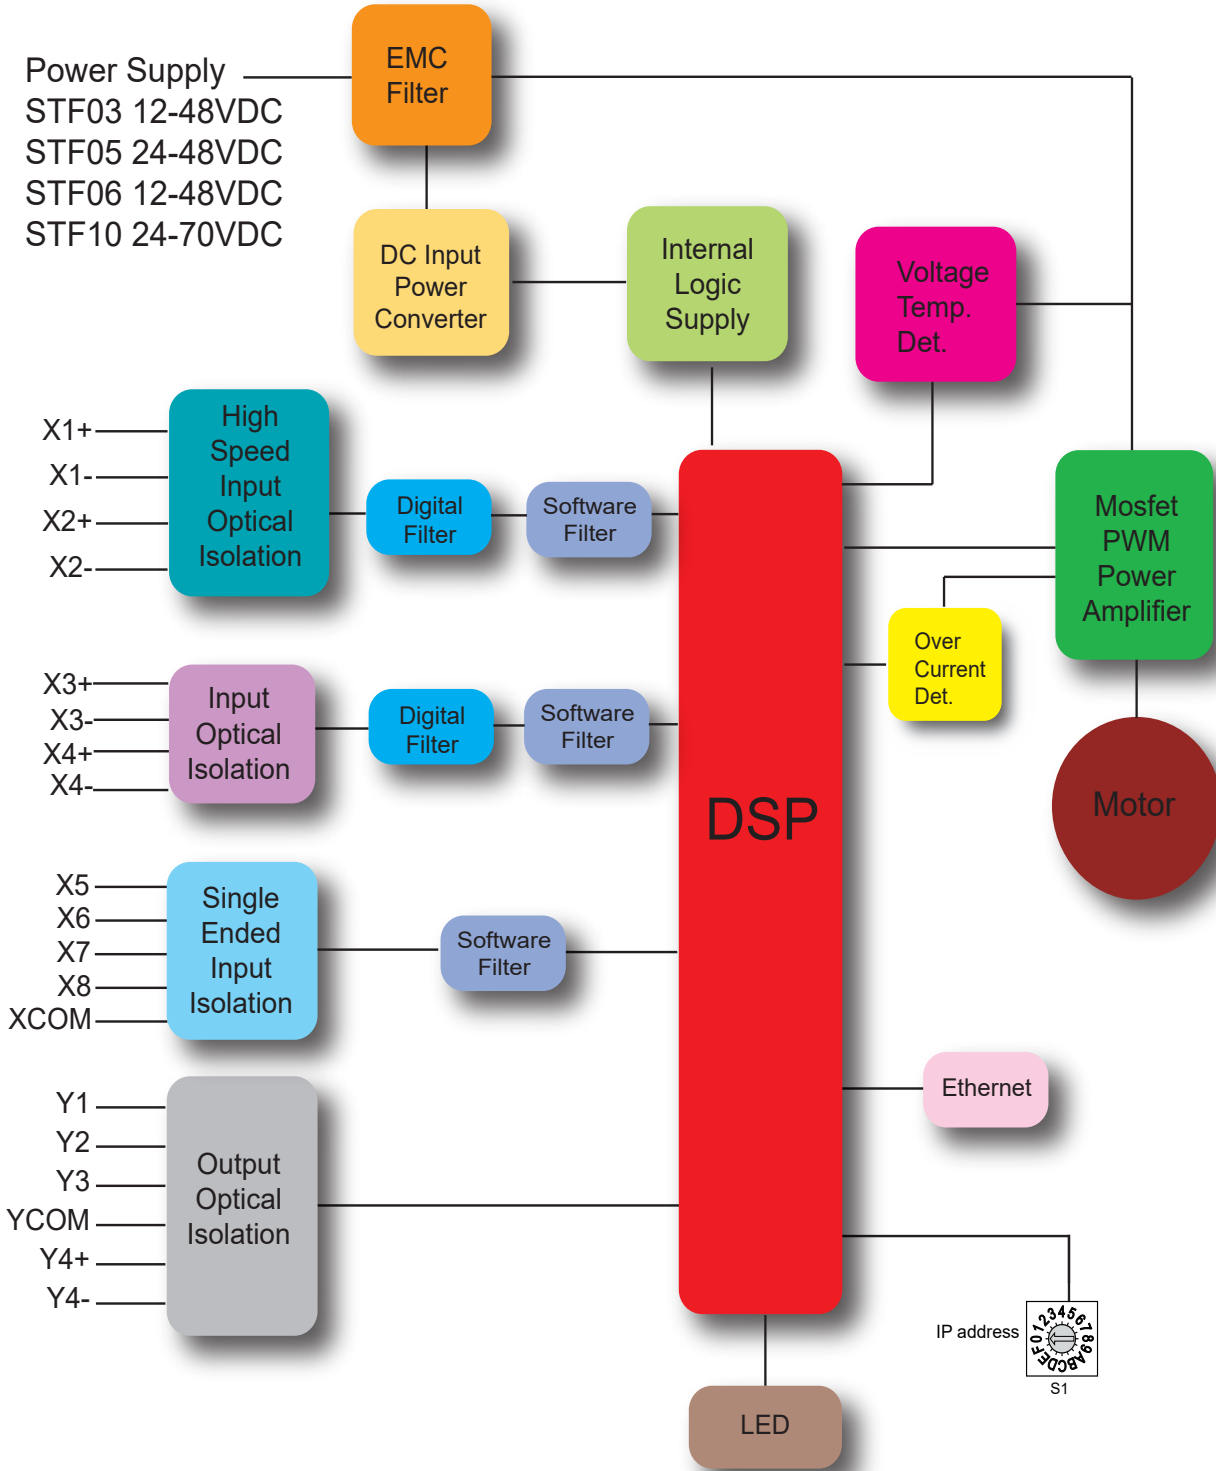 Power Supply
STF03 12-48VDC
STF05 24-48VDC
STF06 12-48VDC
STF10 24-70VDC
EMC
Filter
DC Input
Power
Converter
Internal
Logic
Supply
Voltage
Temp.
Det.
X1+
X1-
X2+
X2-
High
Speed
Input
Optical
Isolation
Digital
Filter
Software
Filter
Mosfet
PWM
Power
Amplifier
Over
Current
Det.
X3+
X3-
X4+
X4-
Input
Optical
Isolation
Digital
Filter
Software
Filter
DSP
Motor
X5
X6
X7
X8
XCOM
Single
Ended
Input
Isolation
Software
Filter
Ethernet
Y1
Y2
Y3
YCOM
Y4+
Y4-
Output
Optical
Isolation
IP address
0123456789ABCDEF
S1
LED